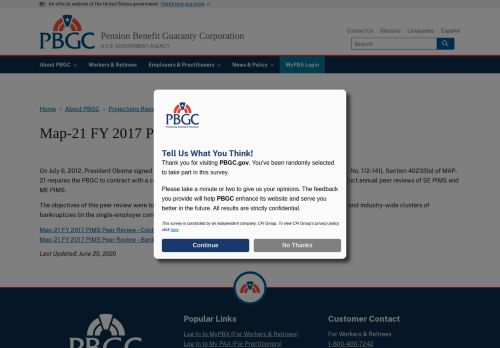 An official website of the United States government Here's how you know
PBGC
Pension Benefit Guaranty Corporation
A U.S. GOVERNMENT AGENCY
Contact Us Glossary Languages Español
Search
About PBGC Workers & Retirees Employers & Practitioners News & Policy MyPBA Login
Home > About PBGC > Projections Repo
Map-21 FY 2017 P
On July 6, 2012, President Obama signed
No. 112-141). Section 40233(a) of MAP-
21 requires the PBGC to contract with a ca
duct annual peer reviews of SE PIMS and
ME PIMS.
The objectives of this peer review were to
and industry-wide clusters of
bankruptcies (in the single-employer cont
Map-21 FY 2017 PIMS Peer Review–Cont
Map-21 FY 2017 PIMS Peer Review–Bank
Last Updated: June 25, 2020
PBGC
Protecting America's Pensions
Tell Us What You Think!
Thank you for visiting PBGC.gov. You've been randomly selected
to take part in this survey.
Please take a minute or two to give us your opinions. The feedback
you provide will help PBGC enhance its website and serve you
better in the future. All results are strictly confidential.
This survey is conducted by an independent company, CFI Group. To view CFI Group's privacy policy
click here.
Continue
No Thanks
PBGC
Popular Links
Log In to MyPBA (For Workers & Retirees)
Log In to My PAA (For Practitioners)
Customer Contact
For Workers & Retirees
1-800-400-7242